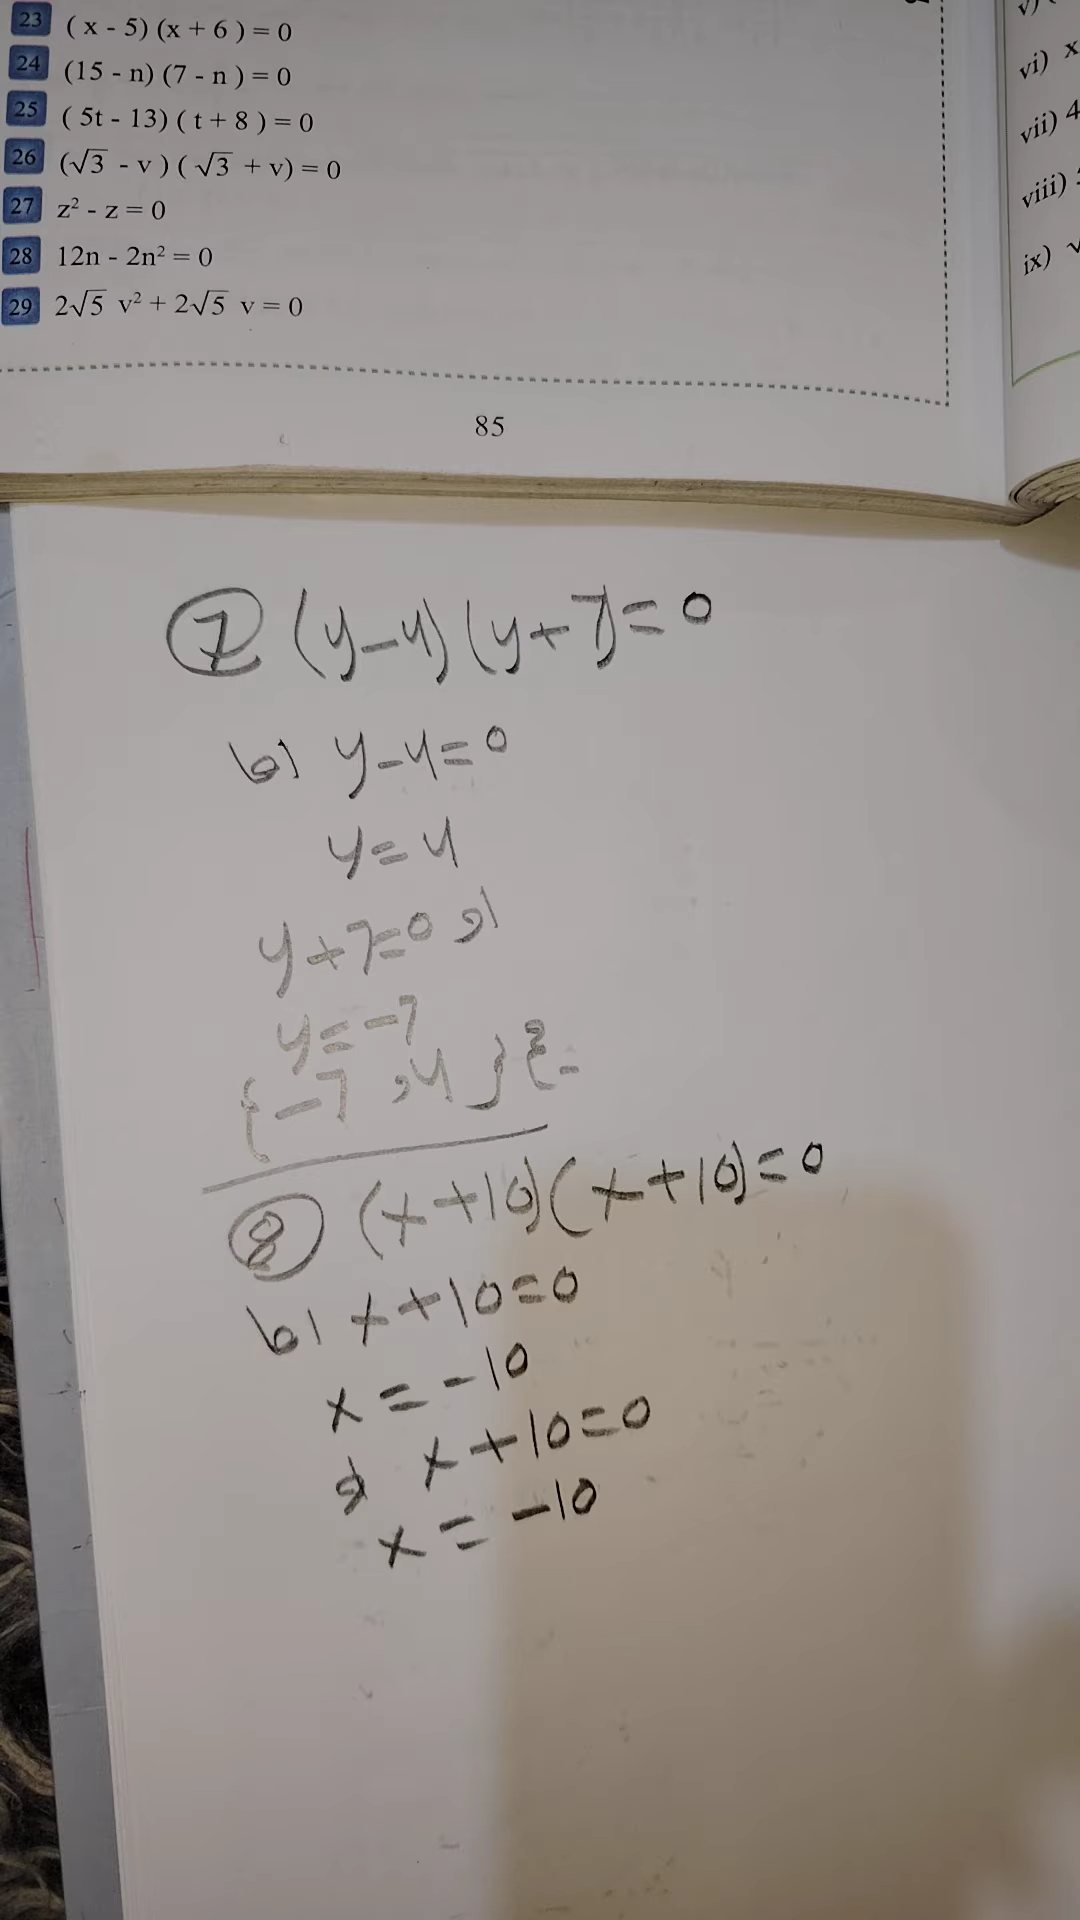 23 ( x - 5) (x + 6 ) = 0
24 (15 - n) (7 - n ) = 0
25 ( 5t - 13) ( t + 8 ) = 0
26 (√3 - v ) ( √3 + v) = 0
27 z² - z = 0
28 12n - 2n² = 0
29 2√5 v² + 2√5 v = 0
85
vi) x
vii) 4
viii)
ix) √
7 (y-4) (y+7)=0
اما y-4=0
y=4
y+7=0 او
y=-7
{-7 , 4}
8 (x+10)(x+10)=0
اما x+10=0
x=-10
او x+10=0
x=-10